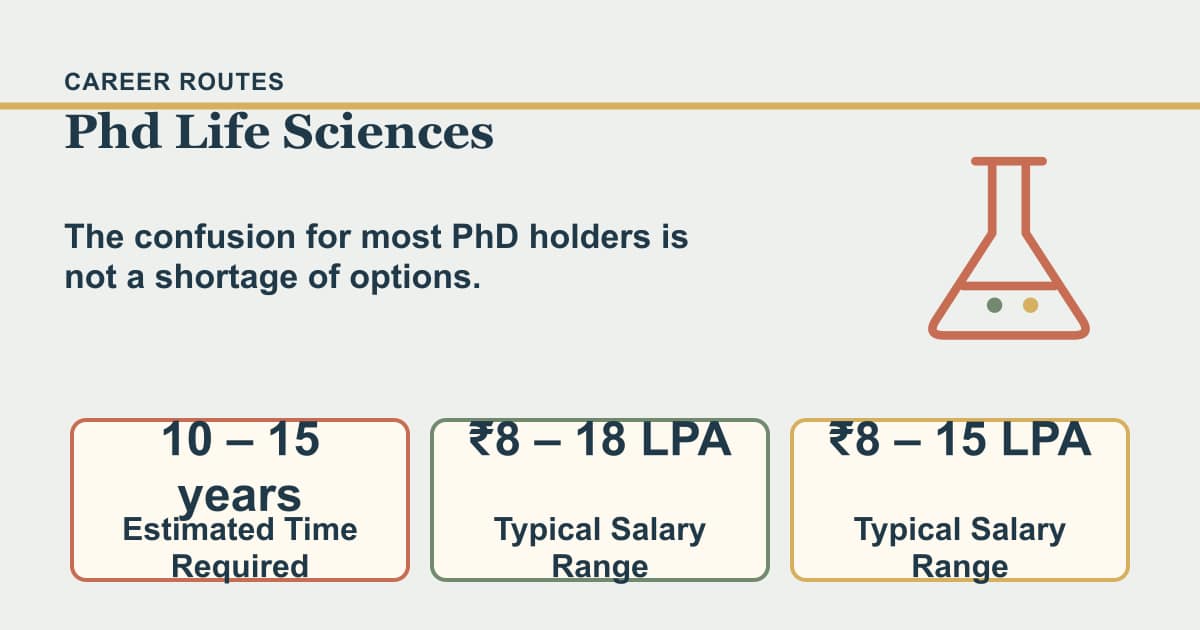 CAREER ROUTES
Phd Life Sciences
The confusion for most PhD holders is
not a shortage of options.
10 – 15
years
Estimated Time
Required
₹8 – 18 LPA
Typical Salary
Range
₹8 – 15 LPA
Typical Salary
Range